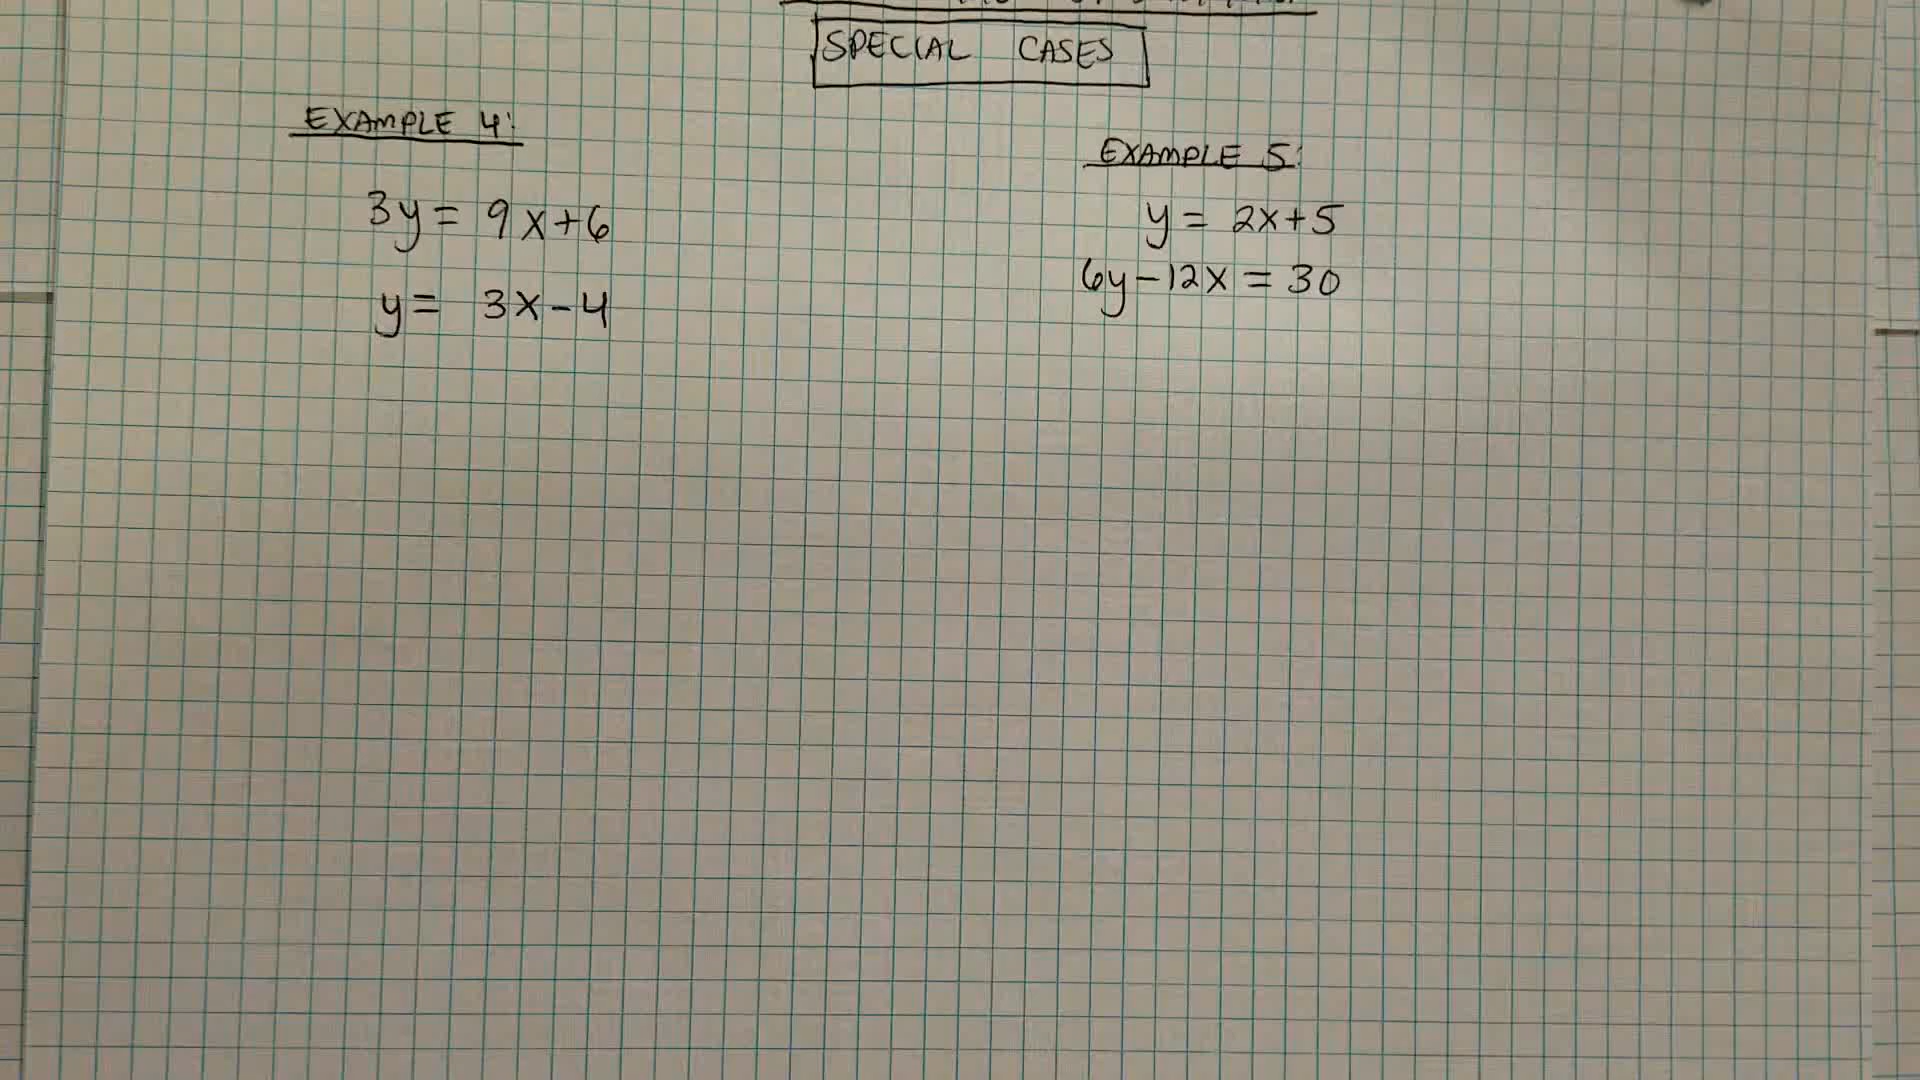 SPECIAL CASES
EXAMPLE 4:
3y = 9x+6
y = 3x-4
EXAMPLE 5:
y = 2x+5
6y-12x = 30